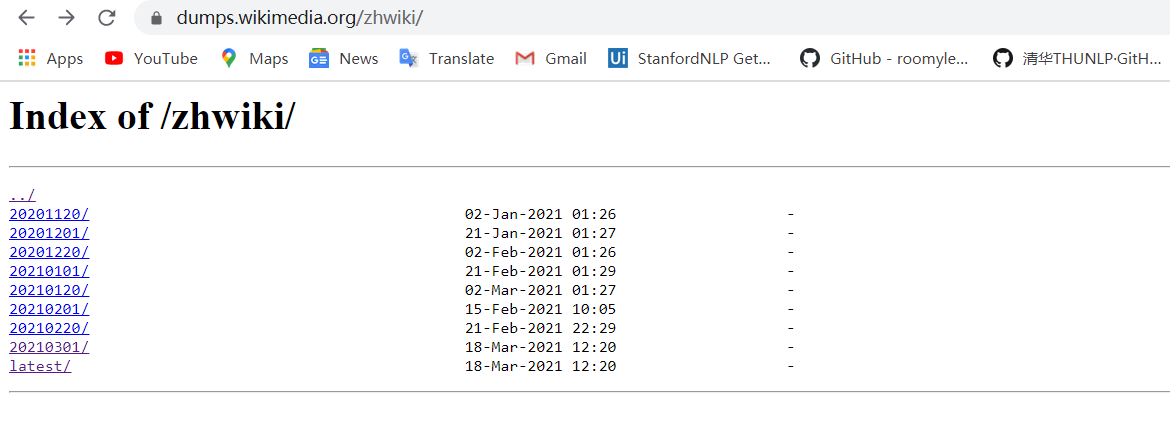 dumps.wikimedia.org/zhwiki/
Apps YouTube Maps News Translate Gmail Ui StanfordNLP Get... GitHub - roomyle... 清华THUNLP·GitH...
Index of /zhwiki/
../
20201120/ 02-Jan-2021 01:26 -
20201201/ 21-Jan-2021 01:27 -
20201220/ 02-Feb-2021 01:26 -
20210101/ 21-Feb-2021 01:29 -
20210120/ 02-Mar-2021 01:27 -
20210201/ 15-Feb-2021 10:05 -
20210220/ 21-Feb-2021 22:29 -
20210301/ 18-Mar-2021 12:20 -
latest/ 18-Mar-2021 12:20 -